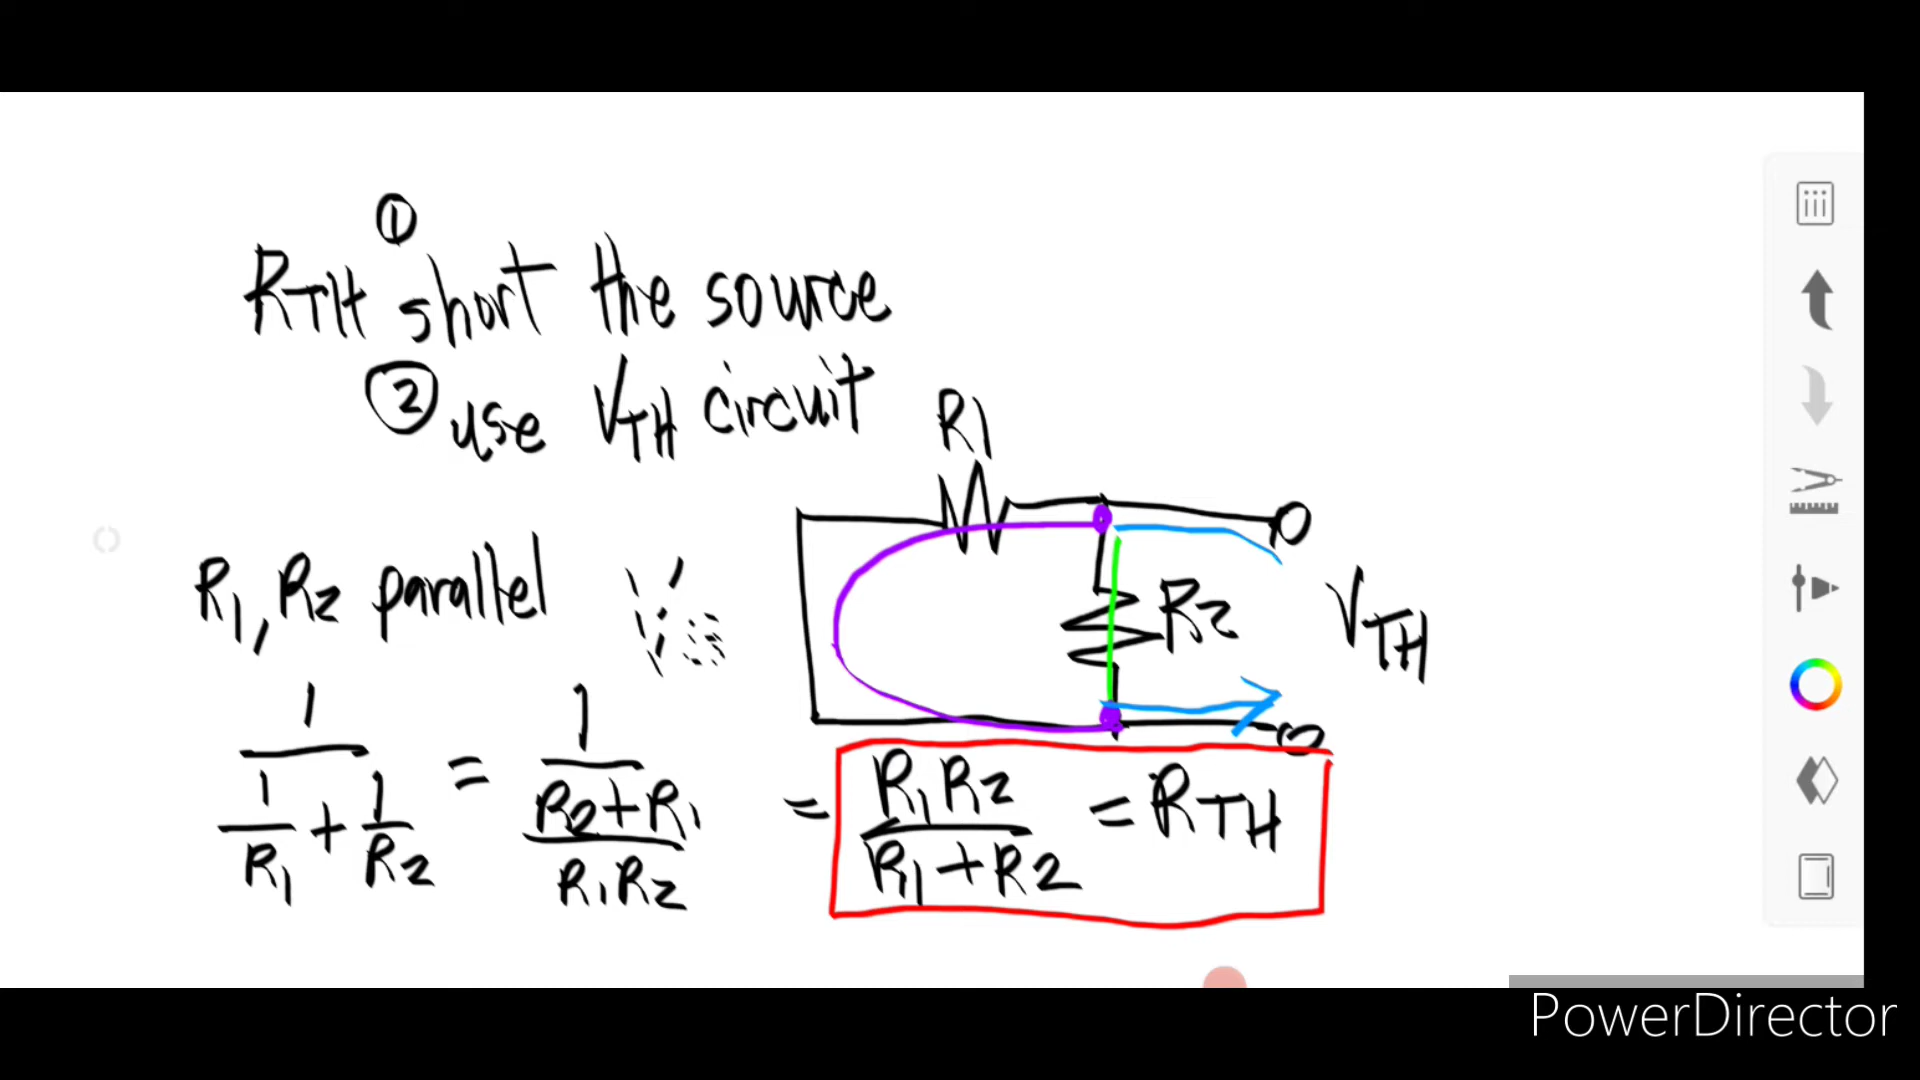 ①
RTH short the source
② use VTH circuit
R1
R1, R2 parallel
R2
VTH
1 / (1/R1 + 1/R2) = 1 / ((R2+R1)/(R1R2)) = R1R2 / (R1+R2) = RTH
PowerDirector